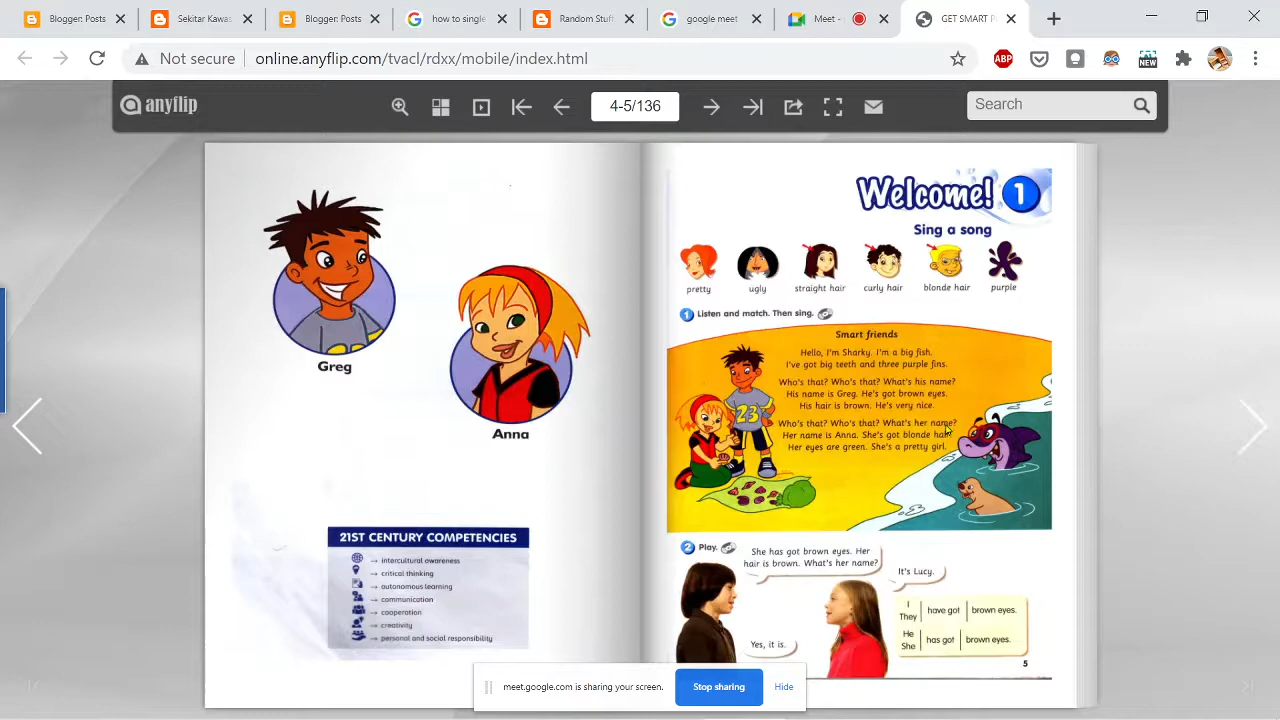 Blogger: Posts
Sekitar Kawas
Blogger: Posts
how to single
Random Stuf
google meet
Meet -
GET SMART P
Not secure
online.anyflip.com/tvacl/rdxw/mobile/index.html
ABP
NEW
anyflip
4-5/136
Search
Greg
Anna
21ST CENTURY COMPETENCIES
→ intercultural awareness
→ critical thinking
→ autonomous learning
→ communication
→ cooperation
→ creativity
→ personal and social responsibility
Welcome! 1
Sing a song
pretty
ugly
straight hair
curly hair
blonde hair
purple
1 Listen and match. Then sing.
Smart friends
Hello, I'm Sharky. I'm a big fish.
I've got big teeth and three purple fins.
Who's that? Who's that? What's his name?
His name is Greg. He's got brown eyes.
His hair is brown. He's very nice.
Who's that? Who's that? What's her name?
Her name is Anna. She's got blonde hair.
Her eyes are green. She's a pretty girl.
23
2 Play.
She has got brown eyes. Her
hair is brown. What's her name?
It's Lucy.
Yes, it is.
I
They
have got
brown eyes.
He
She
has got
brown eyes.
5
meet.google.com is sharing your screen.
Stop sharing
Hide